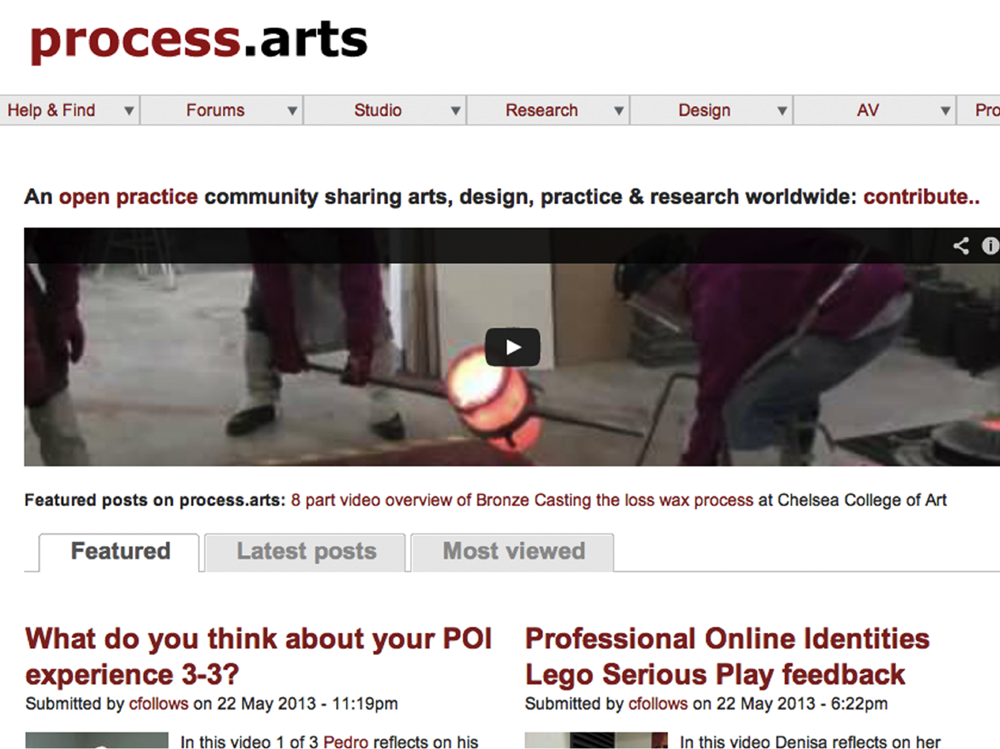 process.arts
Help & Find Forums Studio Research Design AV Pro
An open practice community sharing arts, design, practice & research worldwide: contribute..
Featured posts on process.arts: 8 part video overview of Bronze Casting the loss wax process at Chelsea College of Art
Featured Latest posts Most viewed
What do you think about your POI
experience 3-3?
Submitted by cfollows on 22 May 2013 - 11:19pm
In this video 1 of 3 Pedro reflects on his
Professional Online Identities
Lego Serious Play feedback
Submitted by cfollows on 22 May 2013 - 6:22pm
In this video Denisa reflects on her